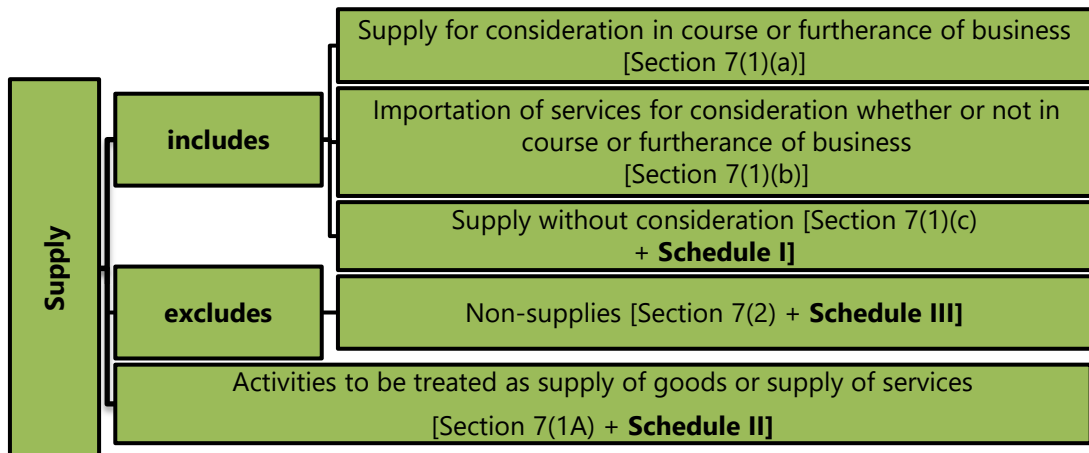 Supply
includes
Supply for consideration in course or furtherance of business
[Section 7(1)(a)]
Importation of services for consideration whether or not in
course or furtherance of business
[Section 7(1)(b)]
Supply without consideration [Section 7(1)(c)
+ Schedule I]
excludes
Non-supplies [Section 7(2) + Schedule III]
Activities to be treated as supply of goods or supply of services
[Section 7(1A) + Schedule II]